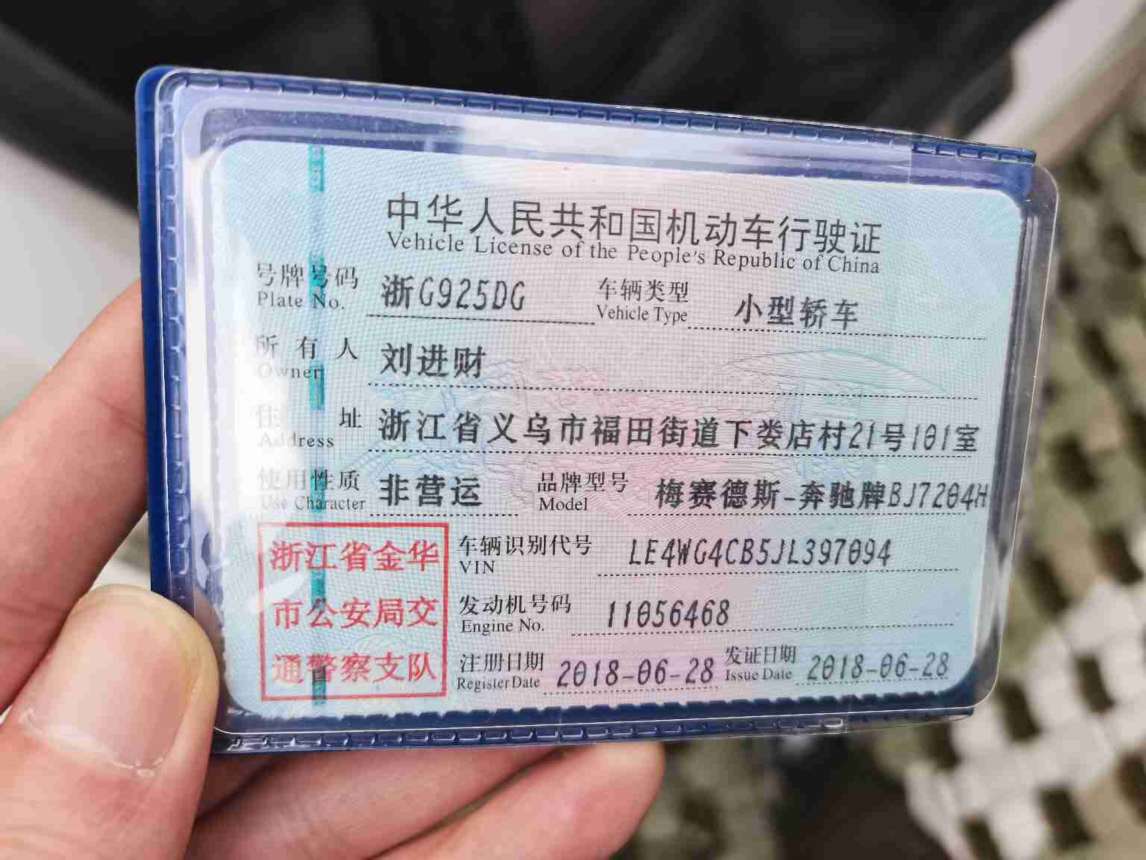 中华人民共和国机动车行驶证
Vehicle License of the People's Republic of China
号牌号码 浙G925DG 车辆类型 小型轿车
Plate No. Vehicle Type
所有人 刘进财
Owner
住址 浙江省义乌市福田街道下娄店村21号101室
Address
使用性质 非营运 品牌型号 梅赛德斯-奔驰牌BJ7204H
Use Character Model
浙江省金华
市公安局交
通警察支队
车辆识别代号 LE4WG4CB5JL397094
VIN
发动机号码 11056468
Engine No.
注册日期 2018-06-28 发证日期 2018-06-28
Register Date Issue Date